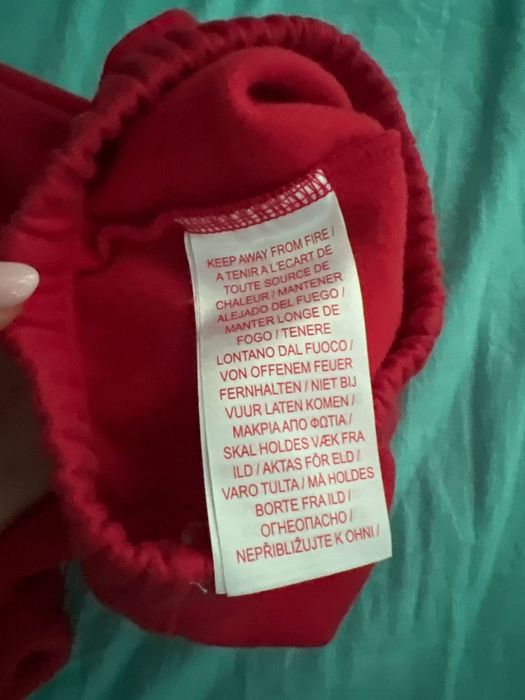 KEEP AWAY FROM FIRE /
A TENIR A L'ECART DE
TOUTE SOURCE DE
CHALEUR / MANTENER
ALEJADO DEL FUEGO /
MANTER LONGE DE
FOGO / TENERE
LONTANO DAL FUOCO /
VON OFFENEM FEUER
FERNHALTEN / NIET BIJ
VUUR LATEN KOMEN /
ΜΑΚΡΙΑ ΑΠΟ ΦΩΤΙΑ /
SKAL HOLDES VÆK FRA
ILD / AKTAS FÖR ELD /
VARO TULTA / MÅ HOLDES
BORTE FRA ILD /
ОГНЕОПАСНО /
NEPŘIBLIŽUJTE K OHNI /